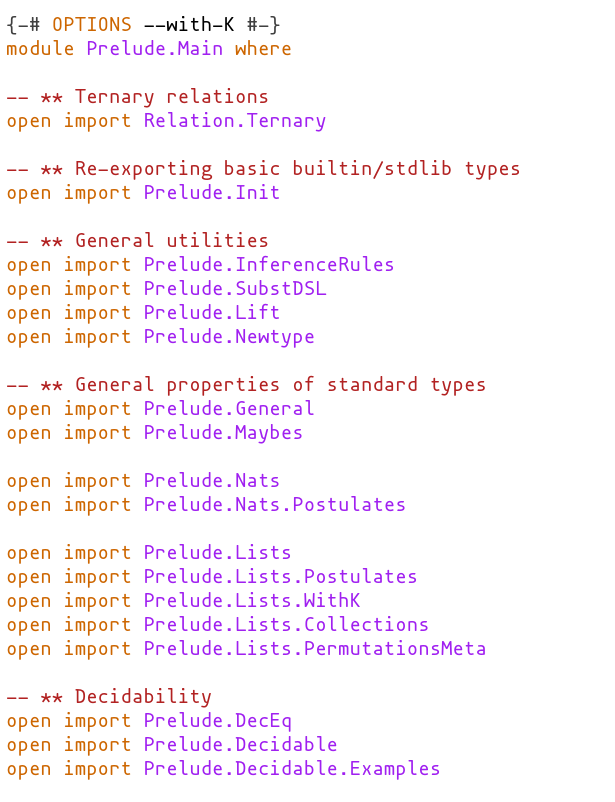 {-# OPTIONS --with-K #-}
module Prelude.Main where
-- ** Ternary relations
open import Relation.Ternary
-- ** Re-exporting basic builtin/stdlib types
open import Prelude.Init
-- ** General utilities
open import Prelude.InferenceRules
open import Prelude.SubstDSL
open import Prelude.Lift
open import Prelude.Newtype
-- ** General properties of standard types
open import Prelude.General
open import Prelude.Maybes
open import Prelude.Nats
open import Prelude.Nats.Postulates
open import Prelude.Lists
open import Prelude.Lists.Postulates
open import Prelude.Lists.WithK
open import Prelude.Lists.Collections
open import Prelude.Lists.PermutationsMeta
-- ** Decidability
open import Prelude.DecEq
open import Prelude.Decidable
open import Prelude.Decidable.Examples